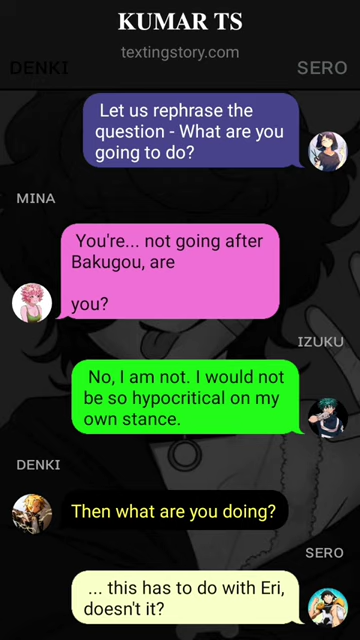 KUMAR TS
textingstory.com
DENKI
SERO
Let us rephrase the
question - What are you
going to do?
MINA
You're... not going after
Bakugou, are
you?
IZUKU
No, I am not. I would not
be so hypocritical on my
own stance.
DENKI
Then what are you doing?
SERO
... this has to do with Eri,
doesn't it?